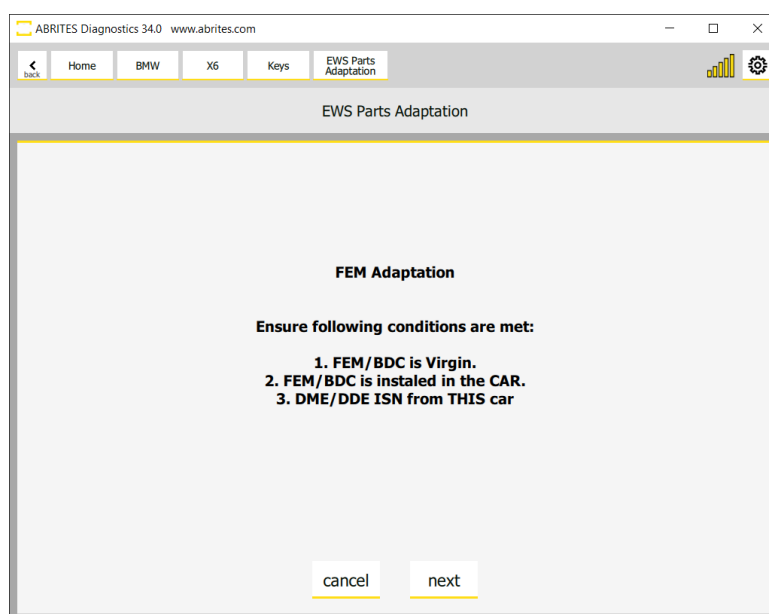 ABRITES Diagnostics 34.0 www.abrites.com
back
Home
BMW
X6
Keys
EWS Parts
Adaptation
EWS Parts Adaptation
FEM Adaptation
Ensure following conditions are met:
1. FEM/BDC is Virgin.
2. FEM/BDC is instaled in the CAR.
3. DME/DDE ISN from THIS car
cancel
next